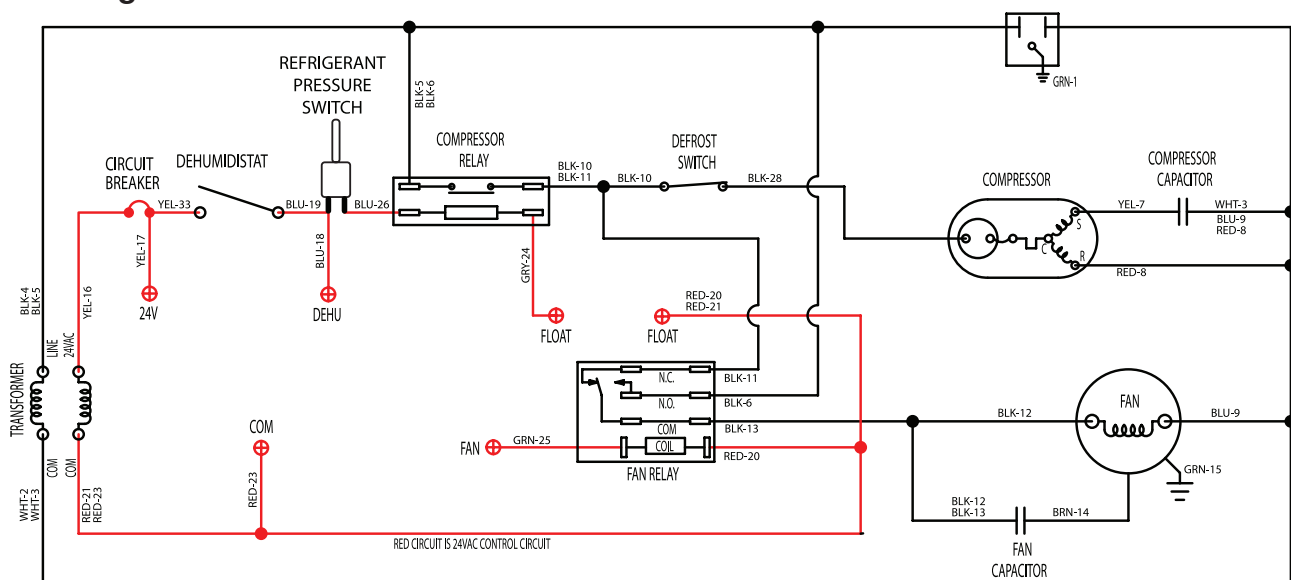 REFRIGERANT
PRESSURE
SWITCH
BLK-5
BLK-6
GRN-1
COMPRESSOR
RELAY
DEFROST
SWITCH
CIRCUIT
BREAKER
DEHUMIDISTAT
BLK-10
BLK-11
BLK-10
BLK-28
COMPRESSOR
COMPRESSOR
CAPACITOR
YEL-33
BLU-19
BLU-26
YEL-7
WHT-3
BLU-9
RED-8
S
C
R
RED-8
YEL-17
BLU-18
GRY-24
24V
DEHU
FLOAT
RED-20
RED-21
FLOAT
BLK-4
BLK-5
YEL-16
LINE
24VAC
TRANSFORMER
COM
COM
WHT-2
WHT-3
RED-21
RED-23
COM
RED-23
N.C.
BLK-11
N.O.
BLK-6
COM
BLK-13
FAN
GRN-25
COIL
RED-20
FAN RELAY
BLK-12
FAN
BLU-9
GRN-15
BLK-12
BLK-13
BRN-14
FAN
CAPACITOR
RED CIRCUIT IS 24VAC CONTROL CIRCUIT